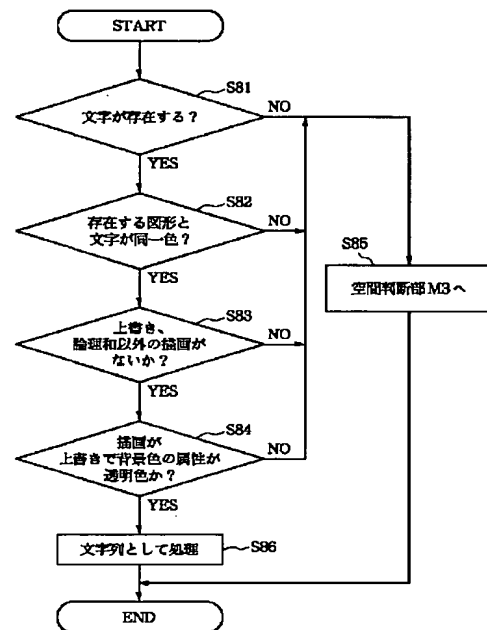 START
S81
文字が存在する？
NO
YES
S82
存在する図形と
文字が同一色？
NO
YES
S85
空間判断部M3へ
S83
上書き、
論理和以外の描画が
ないか？
NO
YES
S84
描画が
上書きで背景色の属性が
透明色か？
NO
YES
文字列として処理
S86
END